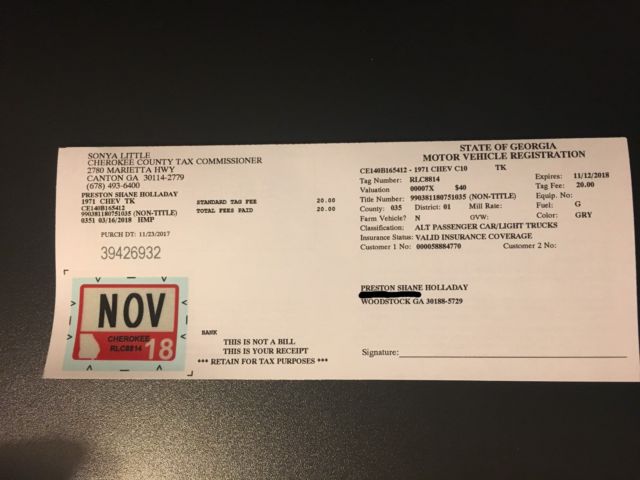 SONYA LITTLE
CHEROKEE COUNTY TAX COMMISSIONER
2780 MARIETTA HWY
CANTON GA 30114-2779
(678) 493-6400
PRESTON SHANE HOLLADAY
1971 CHEV TK
CE140B165412
990381180751035 (NON-TITLE)
0351 03/16/2018 HMP
STANDARD TAG FEE 20.00
TOTAL FEES PAID 20.00
PURCH DT: 11/23/2017
39426932
NOV
CHEROKEE
RLC8814
18
BANK
THIS IS NOT A BILL
THIS IS YOUR RECEIPT
*** RETAIN FOR TAX PURPOSES ***
STATE OF GEORGIA
MOTOR VEHICLE REGISTRATION
CE140B165412 - 1971 CHEV C10 TK
Tag Number: RLC8814 Expires: 11/12/2018
Valuation 00007X $40 Tag Fee: 20.00
Title Number: 990381180751035 (NON-TITLE) Equip. No:
County: 035 District: 01 Mill Rate: Fuel: G
Farm Vehicle? N GVW: Color: GRY
Classification: ALT PASSENGER CAR/LIGHT TRUCKS
Insurance Status: VALID INSURANCE COVERAGE
Customer 1 No: 000058884770 Customer 2 No:
PRESTON SHANE HOLLADAY
WOODSTOCK GA 30188-5729
Signature: